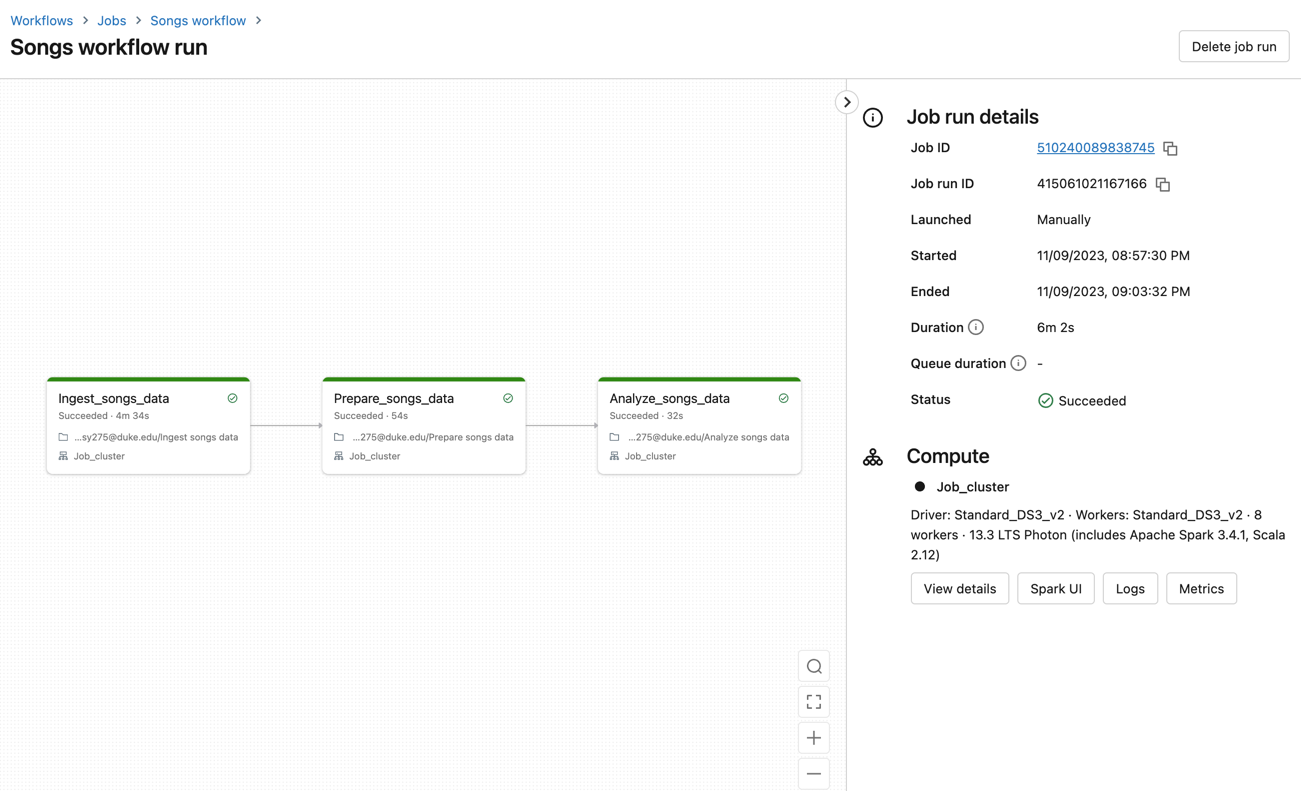 Workflows > Jobs > Songs workflow >
Songs workflow run
Delete job run
Ingest_songs_data
Succeeded · 4m 34s
...sy275@duke.edu/Ingest songs data
Job_cluster
Prepare_songs_data
Succeeded · 54s
...275@duke.edu/Prepare songs data
Job_cluster
Analyze_songs_data
Succeeded · 32s
...275@duke.edu/Analyze songs data
Job_cluster
Job run details
Job ID 510240089838745
Job run ID 415061021167166
Launched Manually
Started 11/09/2023, 08:57:30 PM
Ended 11/09/2023, 09:03:32 PM
Duration 6m 2s
Queue duration -
Status Succeeded
Compute
Job_cluster
Driver: Standard_DS3_v2 · Workers: Standard_DS3_v2 · 8
workers · 13.3 LTS Photon (includes Apache Spark 3.4.1, Scala
2.12)
View details Spark UI Logs Metrics